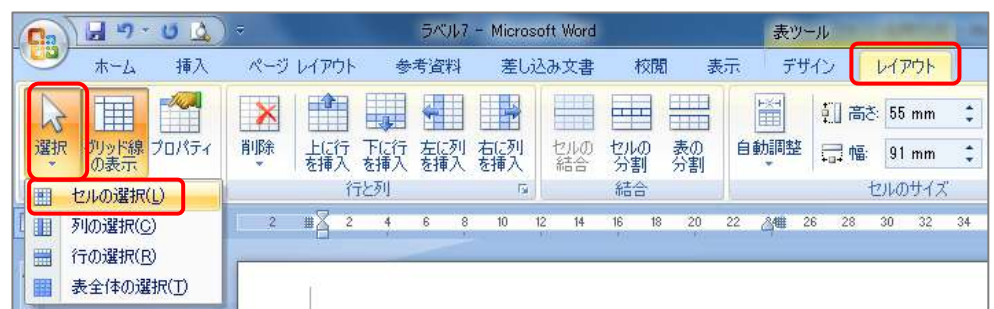 ラベル7 - Microsoft Word 表ツール
ホーム 挿入 ページ レイアウト 参考資料 差し込み文書 校閲 表示 デザイン レイアウト
選択 グリッド線の表示 プロパティ 削除 上に行を挿入 下に行を挿入 左に列を挿入 右に列を挿入 セルの結合 セルの分割 表の分割 自動調整 高さ: 55 mm
幅: 91 mm
行と列 結合 セルのサイズ
セルの選択(L)
列の選択(C)
行の選択(R)
表全体の選択(T)
2 2 4 6 8 10 12 14 16 18 20 22 26 28 30 32 34